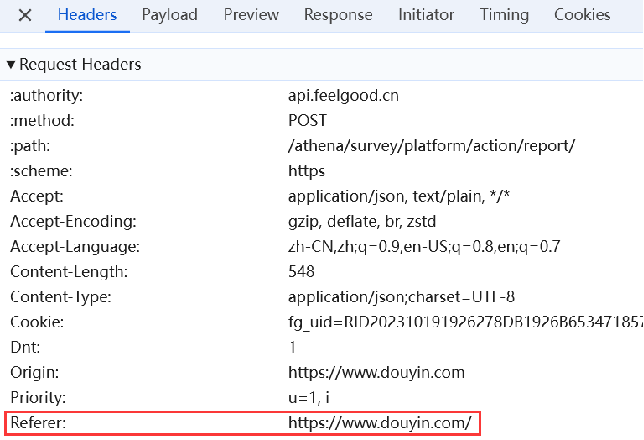 Headers Payload Preview Response Initiator Timing Cookies
Request Headers
:authority: api.feelgood.cn
:method: POST
:path: /athena/survey/platform/action/report/
:scheme: https
Accept: application/json, text/plain, */*
Accept-Encoding: gzip, deflate, br, zstd
Accept-Language: zh-CN,zh;q=0.9,en-US;q=0.8,en;q=0.7
Content-Length: 548
Content-Type: application/json;charset=UTF-8
Cookie: fg_uid=RID202310191926278DB1926B653471857
Dnt: 1
Origin: https://www.douyin.com
Priority: u=1, i
Referer: https://www.douyin.com/